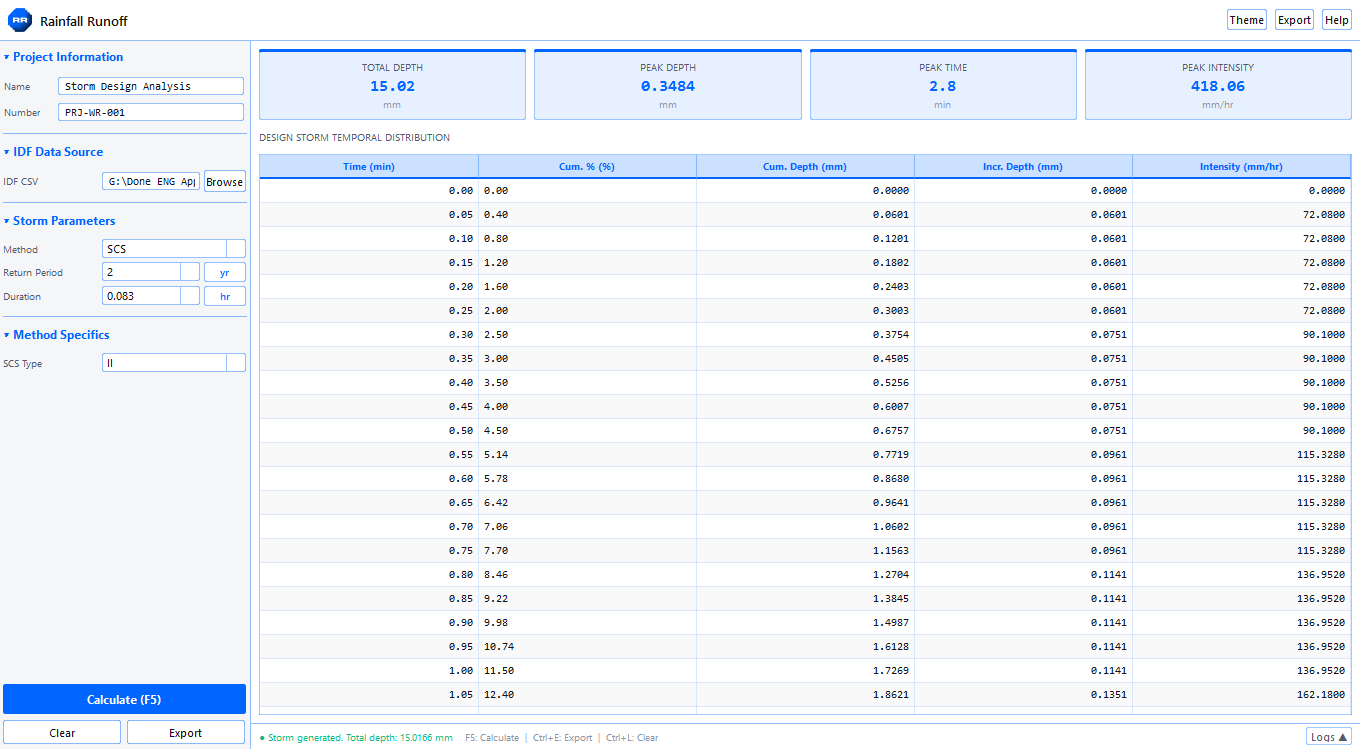 RR Rainfall Runoff Theme Export Help
▾ Project Information
Name Storm Design Analysis
Number PRJ-WR-001
▾ IDF Data Source
IDF CSV G:\Done ENG Ap Browse
▾ Storm Parameters
Method SCS
Return Period 2 yr
Duration 0.083 hr
▾ Method Specifics
SCS Type II
Calculate (F5)
Clear Export
TOTAL DEPTH
15.02
mm
PEAK DEPTH
0.3484
mm
PEAK TIME
2.8
min
PEAK INTENSITY
418.06
mm/hr
DESIGN STORM TEMPORAL DISTRIBUTION
Time (min) Cum. % (%) Cum. Depth (mm) Incr. Depth (mm) Intensity (mm/hr)
0.00 0.00 0.0000 0.0000 0.0000
0.05 0.40 0.0601 0.0601 72.0800
0.10 0.80 0.1201 0.0601 72.0800
0.15 1.20 0.1802 0.0601 72.0800
0.20 1.60 0.2403 0.0601 72.0800
0.25 2.00 0.3003 0.0601 72.0800
0.30 2.50 0.3754 0.0751 90.1000
0.35 3.00 0.4505 0.0751 90.1000
0.40 3.50 0.5256 0.0751 90.1000
0.45 4.00 0.6007 0.0751 90.1000
0.50 4.50 0.6757 0.0751 90.1000
0.55 5.14 0.7719 0.0961 115.3280
0.60 5.78 0.8680 0.0961 115.3280
0.65 6.42 0.9641 0.0961 115.3280
0.70 7.06 1.0602 0.0961 115.3280
0.75 7.70 1.1563 0.0961 115.3280
0.80 8.46 1.2704 0.1141 136.9520
0.85 9.22 1.3845 0.1141 136.9520
0.90 9.98 1.4987 0.1141 136.9520
0.95 10.74 1.6128 0.1141 136.9520
1.00 11.50 1.7269 0.1141 136.9520
1.05 12.40 1.8621 0.1351 162.1800
● Storm generated. Total depth: 15.0166 mm F5: Calculate | Ctrl+E: Export | Ctrl+L: Clear Logs ▲